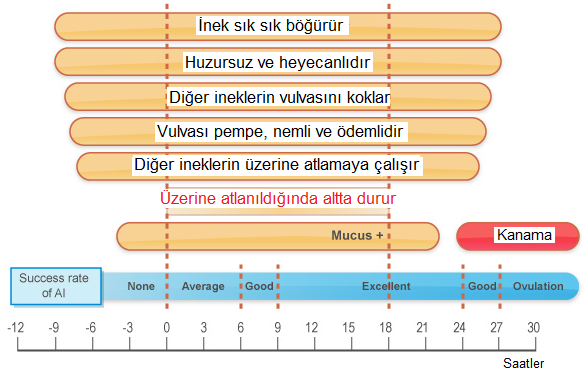 İnek sık sık böğürür
Huzursuz ve heyecanlıdır
Diğer ineklerin vulvasını koklar
Vulvası pempe, nemli ve ödemlidir
Diğer ineklerin üzerine atlamaya çalışır
Üzerine atlanıldığında altta durur
Mucus + Kanama
Success rate
of AI
None Average Good Excellent Good Ovulation
-12 -9 -6 -3 0 3 6 9 12 15 18 21 24 27 30
Saatler